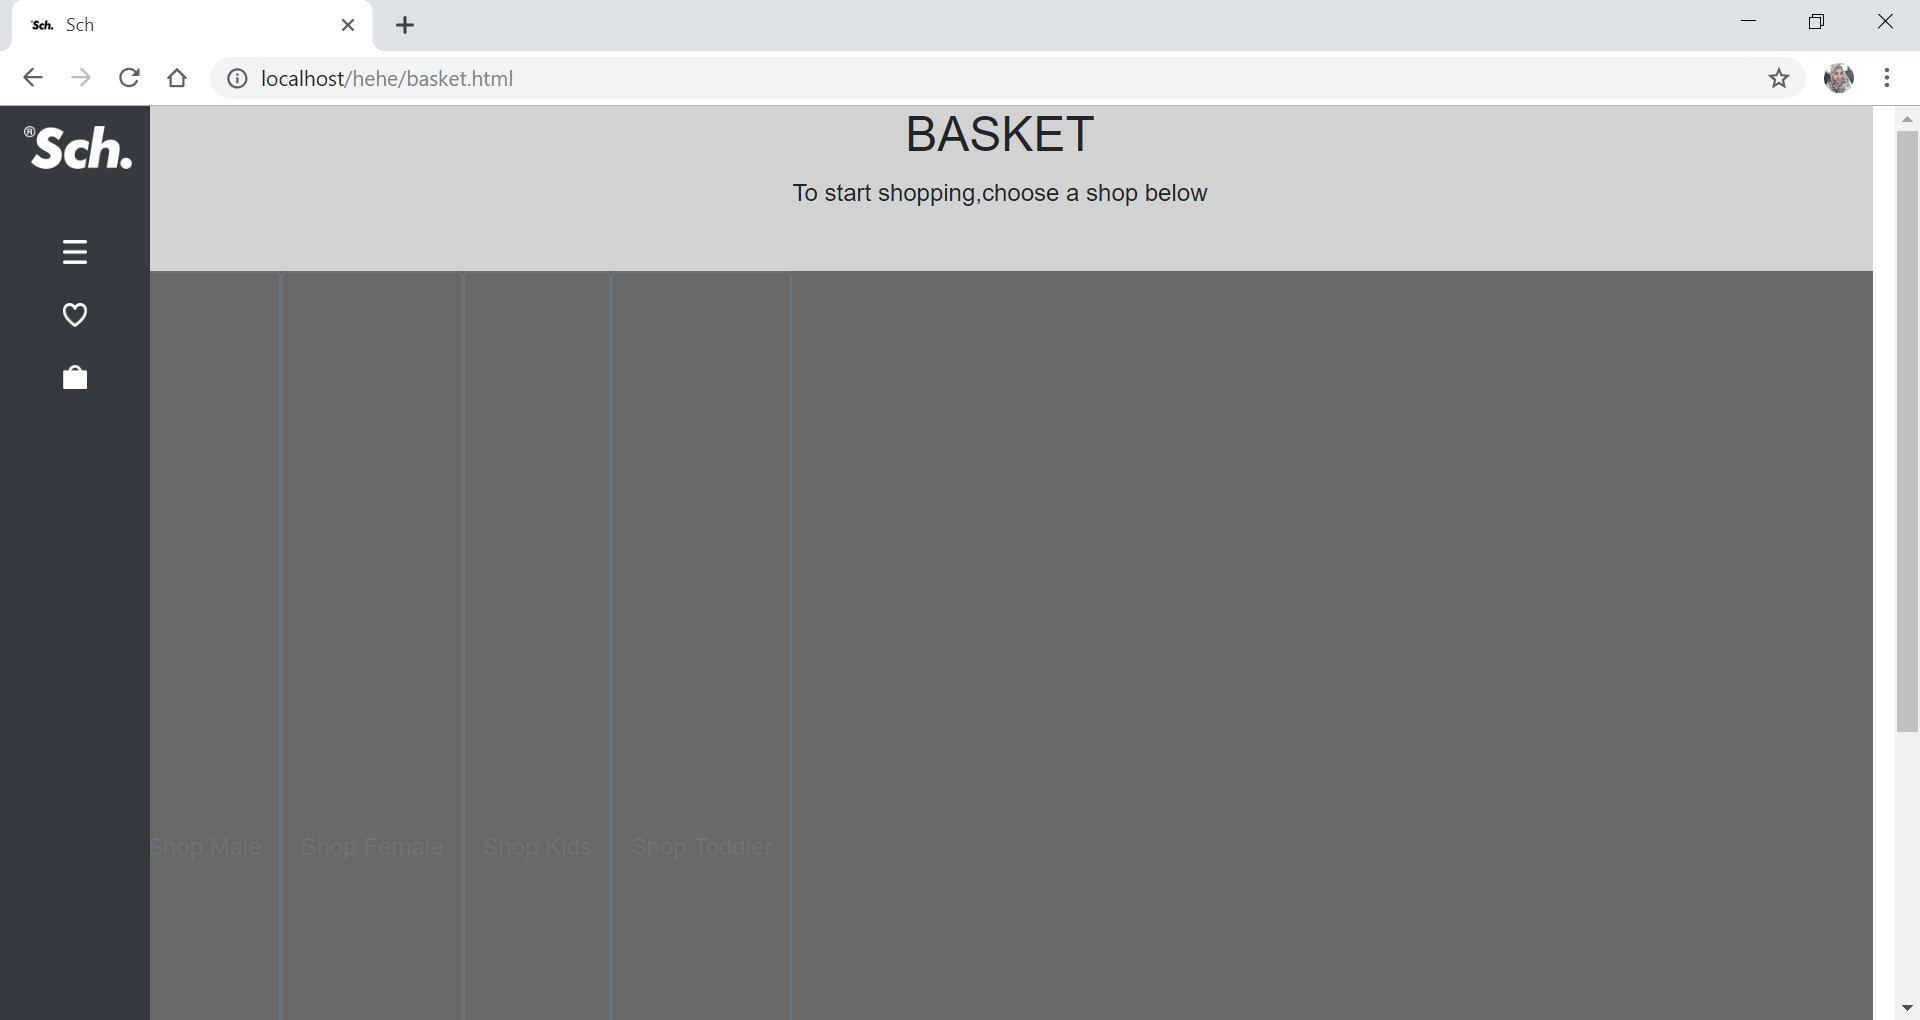 Sch. Sch
localhost/hehe/basket.html
®Sch.
BASKET
To start shopping,choose a shop below
Shop Male Shop Female Shop Kids Shop Toddler